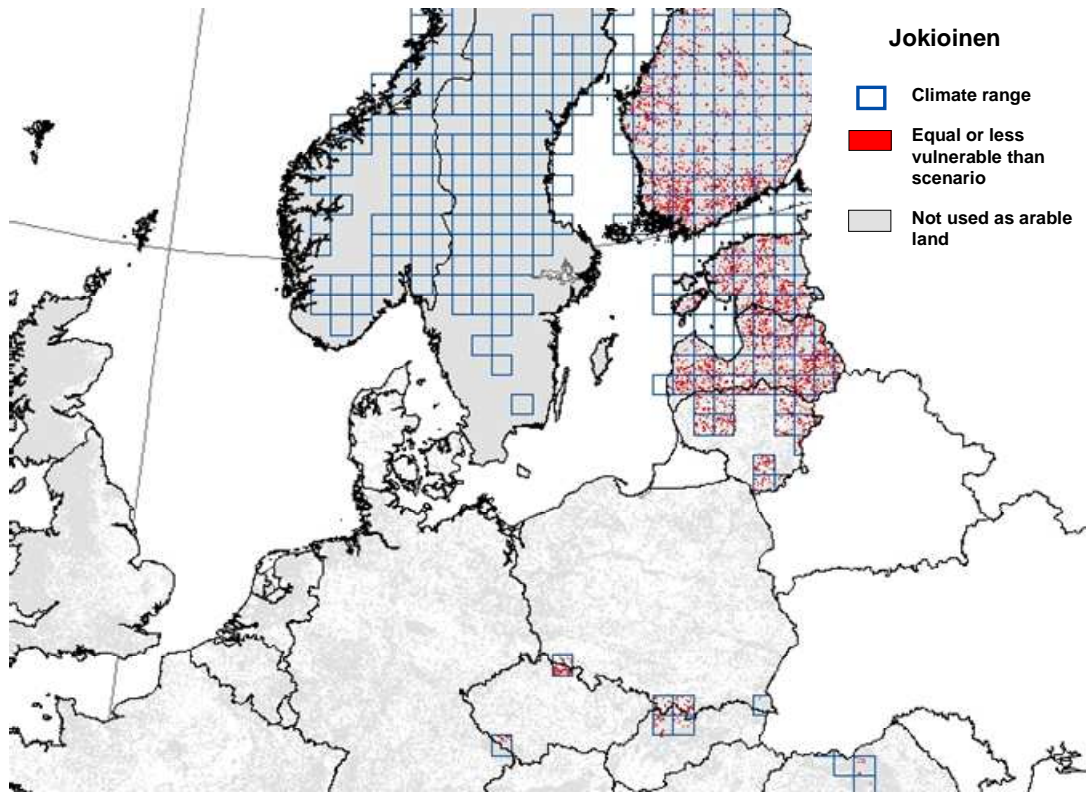 Jokioinen
Climate range
Equal or less
vulnerable than
scenario
Not used as arable
land